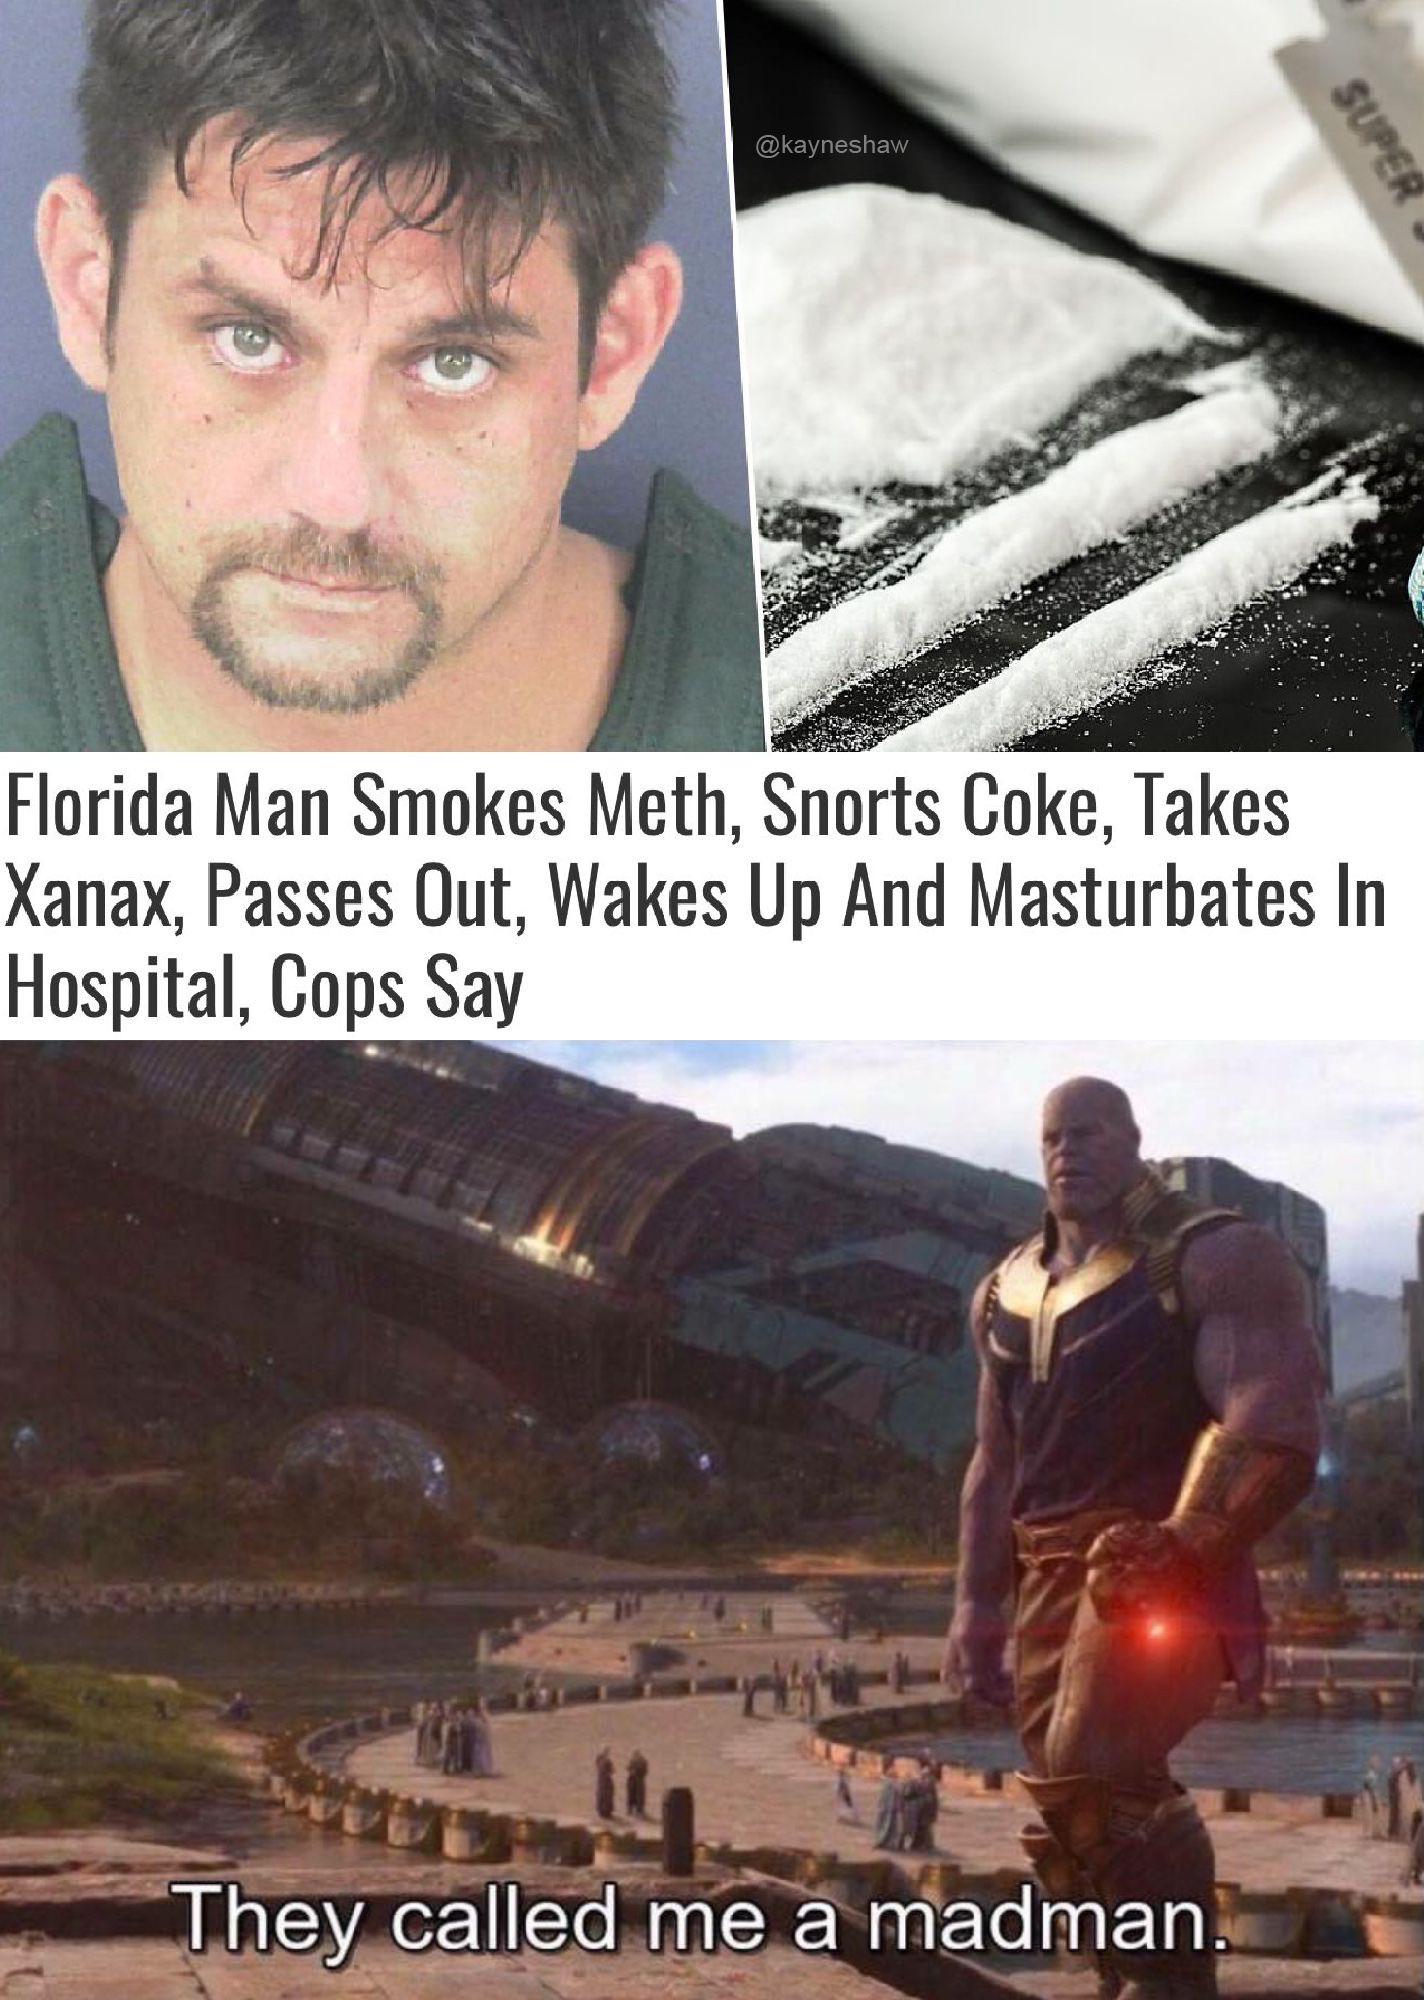 @kayneshaw
SUPER
Florida Man Smokes Meth, Snorts Coke, Takes
Xanax, Passes Out, Wakes Up And Masturbates In
Hospital, Cops Say
They called me a madman.